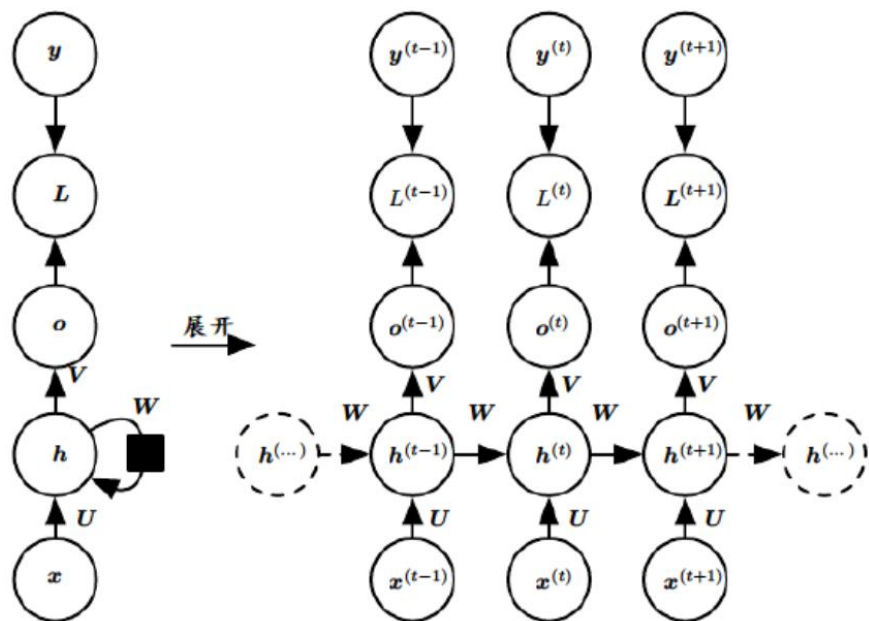 y y^{(t−1)} y^{(t)} y^{(t+1)}
L L^{(t−1)} L^{(t)} L^{(t+1)}
展开
o o^{(t−1)} o^{(t)} o^{(t+1)}
V V V V
W W W W W
h h^{(...)} h^{(t−1)} h^{(t)} h^{(t+1)} h^{(...)}
U U U U
x x^{(t−1)} x^{(t)} x^{(t+1)}